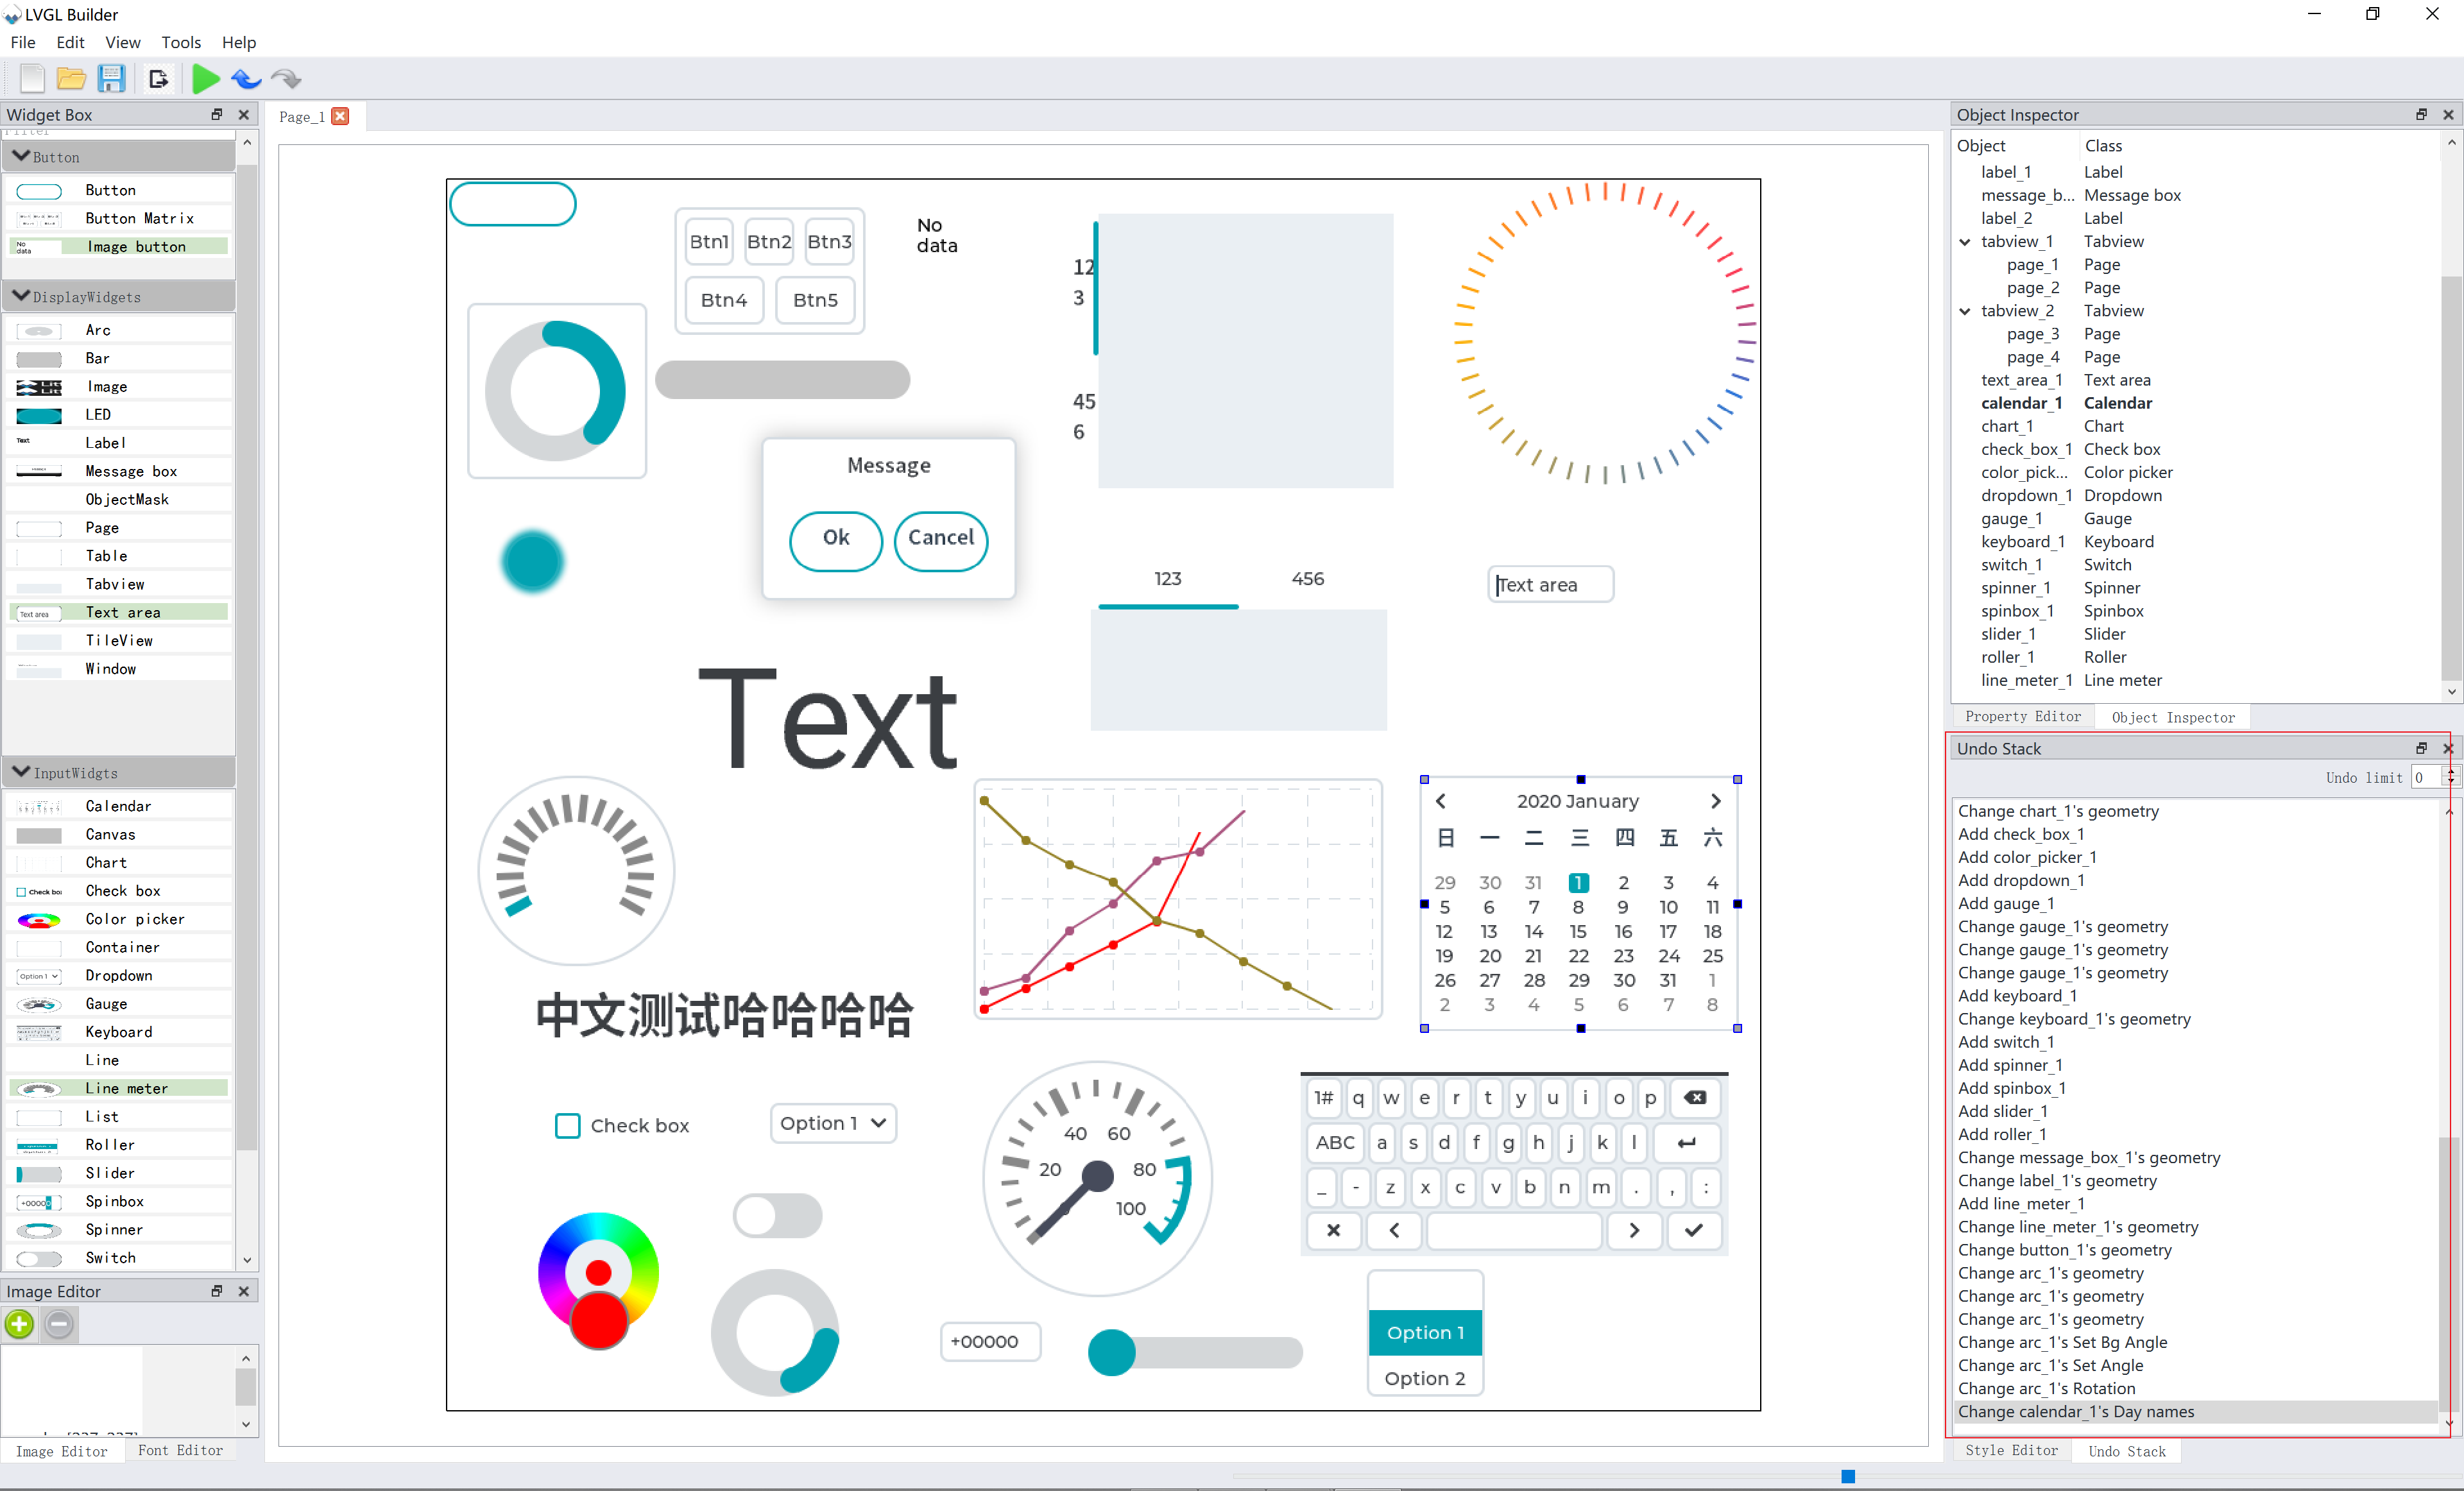 LVGL Builder
File Edit View Tools Help
Widget Box
Filter
Button
Button
Button Matrix
No data Image button
DisplayWidgets
Arc
Bar
Image
LED
Text Label
Message box
ObjectMask
Page
Table
Tabview
Text area Text area
TileView
Window
InputWidgts
Calendar
Canvas
Chart
Check box Check box
Color picker
Container
Option 1 Dropdown
Gauge
Keyboard
Line
Line meter
List
Roller
Slider
+00000 Spinbox
Spinner
Switch
Image Editor
Image Editor Font Editor
Page_1
Btn1 Btn2 Btn3
Btn4 Btn5
No
data
12
3
45
6
Message
Ok Cancel
123 456
Text area
Text
2020 January
日 一 二 三 四 五 六
29 30 31 1 2 3 4
5 6 7 8 9 10 11
12 13 14 15 16 17 18
19 20 21 22 23 24 25
26 27 28 29 30 31 1
2 3 4 5 6 7 8
中文测试哈哈哈哈
Check box
Option 1
40 60
20 80
0 100
1# q w e r t y u i o p
ABC a s d f g h j k l
_ - z x c v b n m . , :
+00000
Option 1
Option 2
Object Inspector
Object Class
label_1 Label
message_b... Message box
label_2 Label
tabview_1 Tabview
page_1 Page
page_2 Page
tabview_2 Tabview
page_3 Page
page_4 Page
text_area_1 Text area
calendar_1 Calendar
chart_1 Chart
check_box_1 Check box
color_pick... Color picker
dropdown_1 Dropdown
gauge_1 Gauge
keyboard_1 Keyboard
switch_1 Switch
spinner_1 Spinner
spinbox_1 Spinbox
slider_1 Slider
roller_1 Roller
line_meter_1 Line meter
Property Editor Object Inspector
Undo Stack
Undo limit 0
Change chart_1's geometry
Add check_box_1
Add color_picker_1
Add dropdown_1
Add gauge_1
Change gauge_1's geometry
Change gauge_1's geometry
Change gauge_1's geometry
Add keyboard_1
Change keyboard_1's geometry
Add switch_1
Add spinner_1
Add spinbox_1
Add slider_1
Add roller_1
Change message_box_1's geometry
Change label_1's geometry
Add line_meter_1
Change line_meter_1's geometry
Change button_1's geometry
Change arc_1's geometry
Change arc_1's geometry
Change arc_1's geometry
Change arc_1's Set Bg Angle
Change arc_1's Set Angle
Change arc_1's Rotation
Change calendar_1's Day names
Style Editor Undo Stack